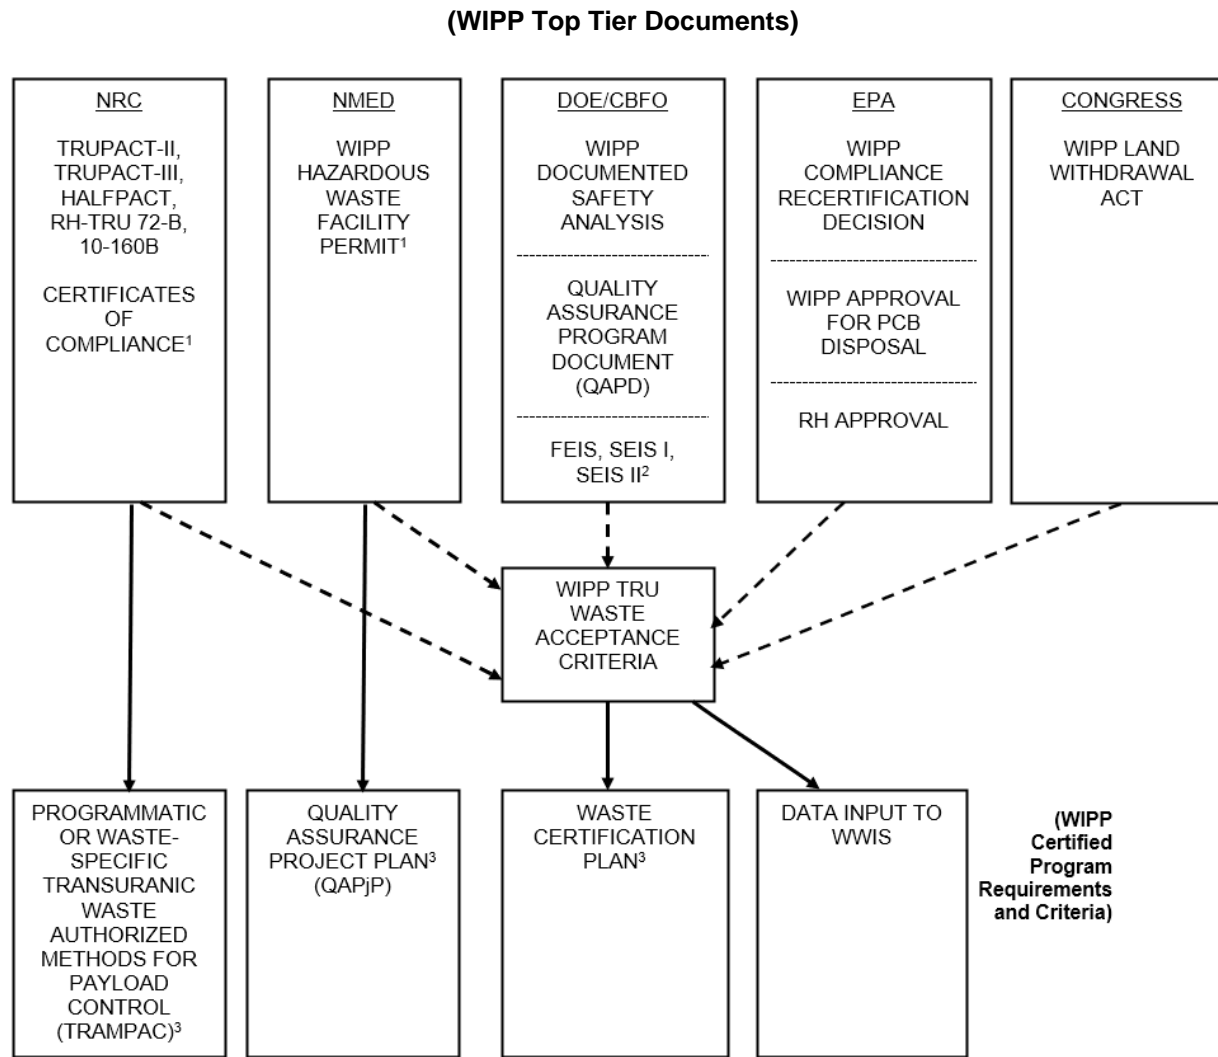 (WIPP Top Tier Documents)
NRC
TRUPACT-II,
TRUPACT-III,
HALFPACT,
RH-TRU 72-B,
10-160B
CERTIFICATES
OF
COMPLIANCE¹
NMED
WIPP
HAZARDOUS
WASTE
FACILITY
PERMIT¹
DOE/CBFO
WIPP
DOCUMENTED
SAFETY
ANALYSIS
QUALITY
ASSURANCE
PROGRAM
DOCUMENT
(QAPD)
FEIS, SEIS I,
SEIS II²
EPA
WIPP
COMPLIANCE
RECERTIFICATION
DECISION
WIPP APPROVAL
FOR PCB
DISPOSAL
RH APPROVAL
CONGRESS
WIPP LAND
WITHDRAWAL
ACT
WIPP TRU
WASTE
ACCEPTANCE
CRITERIA
PROGRAMMATIC
OR WASTE-
SPECIFIC
TRANSURANIC
WASTE
AUTHORIZED
METHODS FOR
PAYLOAD
CONTROL
(TRAMPAC)³
QUALITY
ASSURANCE
PROJECT PLAN³
(QAPjP)
WASTE
CERTIFICATION
PLAN³
DATA INPUT TO
WWIS
(WIPP
Certified
Program
Requirements
and Criteria)